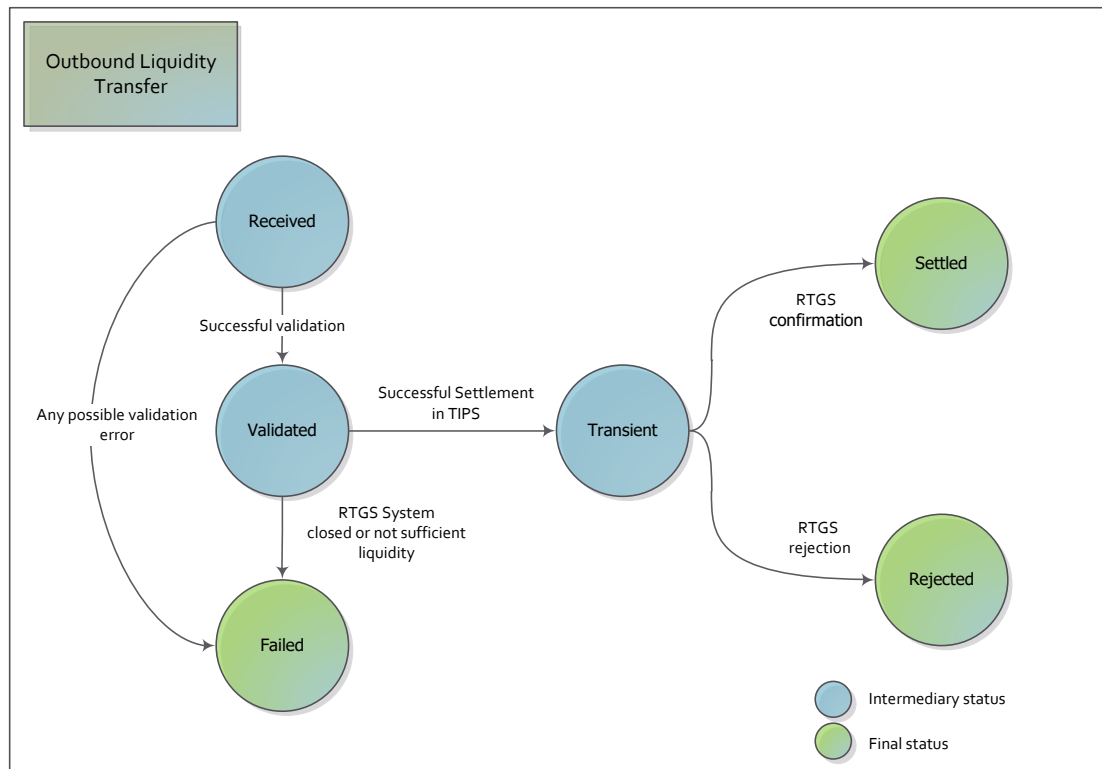 Outbound Liquidity
Transfer
Received
Successful validation
Any possible validation
error
Validated
Successful Settlement
in TIPS
Transient
RTGS System
closed or not sufficient
liquidity
Failed
Settled
RTGS
confirmation
RTGS
rejection
Rejected
Intermediary status
Final status